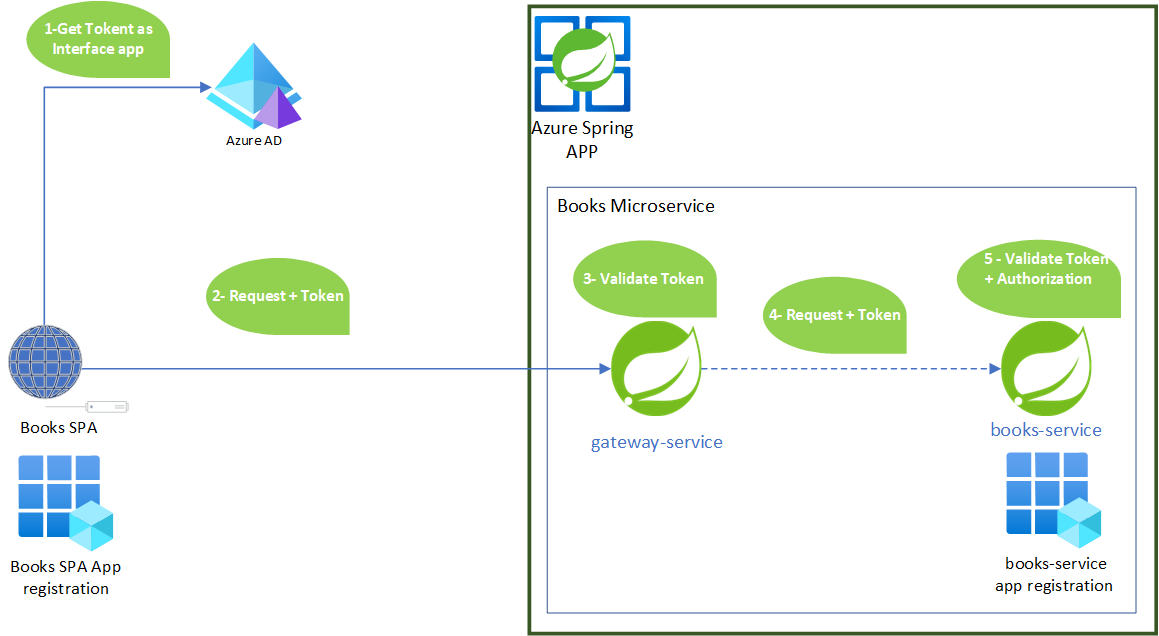 1-Get Tokent as
Interface app
Azure AD
Azure Spring
APP
Books Microservice
2- Request + Token
3- Validate Token
4- Request + Token
5 - Validate Token
+ Authorization
Books SPA
gateway-service
books-service
Books SPA App
registration
books-service
app registration